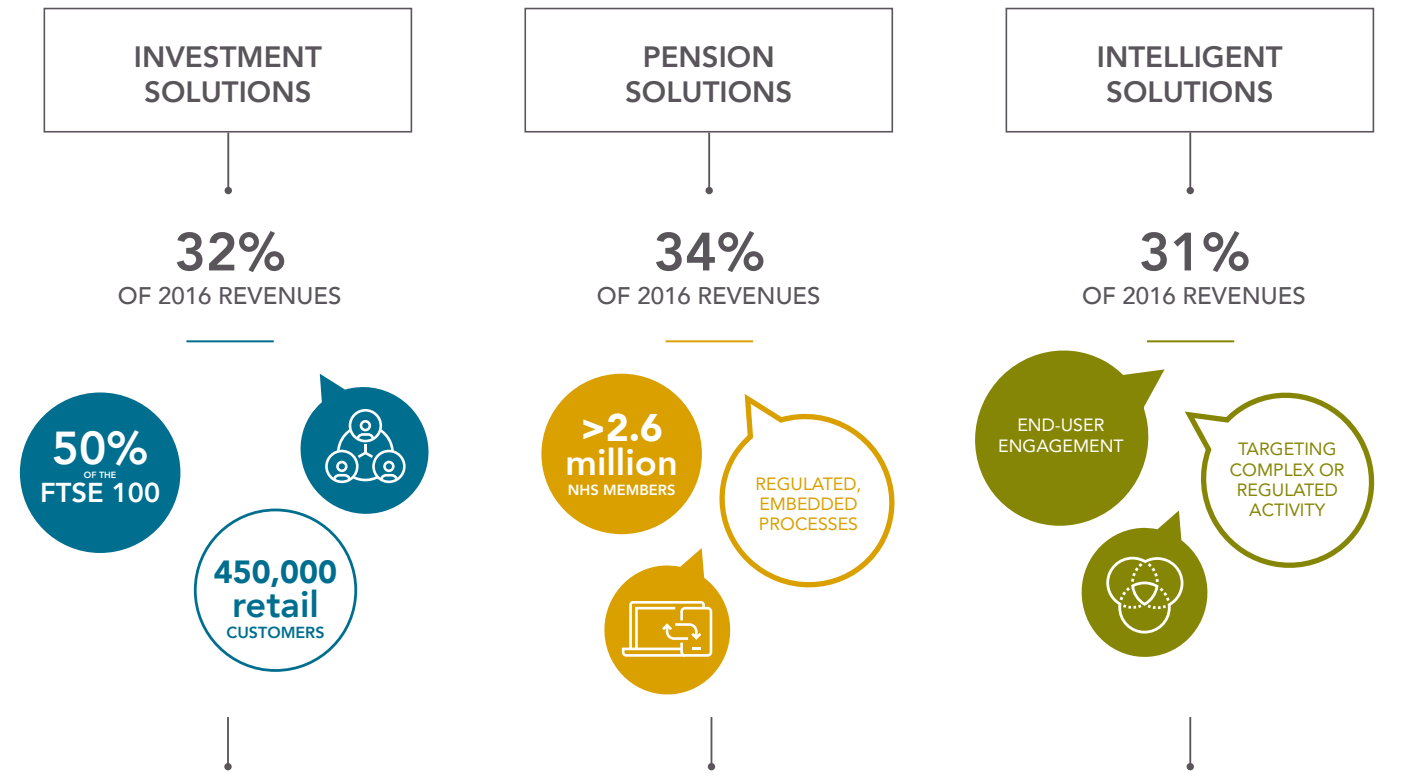 INVESTMENT
SOLUTIONS
32%
OF 2016 REVENUES
50%
OF THE
FTSE 100
450,000
retail
CUSTOMERS
PENSION
SOLUTIONS
34%
OF 2016 REVENUES
>2.6
million
NHS MEMBERS
REGULATED,
EMBEDDED
PROCESSES
INTELLIGENT
SOLUTIONS
31%
OF 2016 REVENUES
END-USER
ENGAGEMENT
TARGETING
COMPLEX OR
REGULATED
ACTIVITY